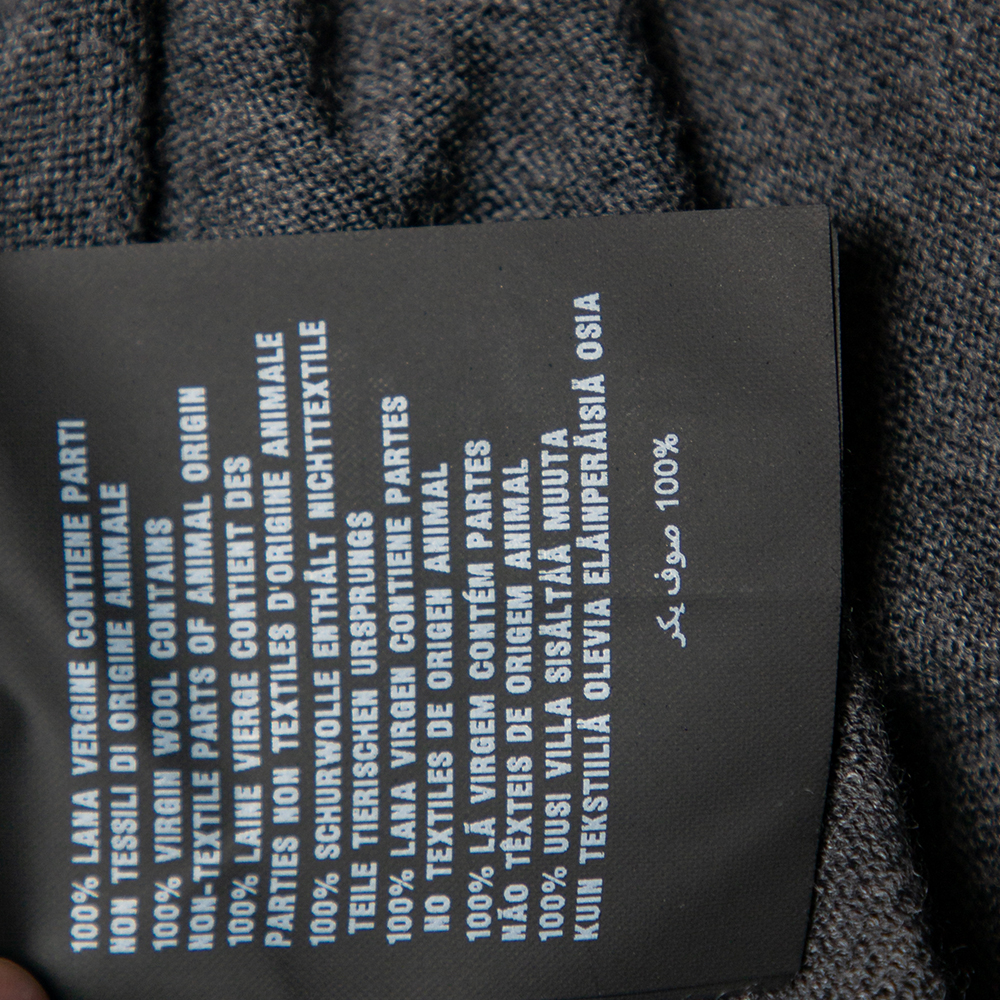 100% LANA VERGINE CONTIENE PARTI
NON TESSILI DI ORIGINE ANIMALE
100% VIRGIN WOOL CONTAINS
NON-TEXTILE PARTS OF ANIMAL ORIGIN
100% LAINE VIERGE CONTIENT DES
PARTIES NON TEXTILES D'ORIGINE ANIMALE
100% SCHURWOLLE ENTHÄLT NICHTTEXTILE
TEILE TIERISCHEN URSPRUNGS
100% LANA VIRGEN CONTIENE PARTES
NO TEXTILES DE ORIGEN ANIMAL
100% LÃ VIRGEM CONTÉM PARTES
NÃO TÊXTEIS DE ORIGEM ANIMAL
100% UUSI VILLA SISÄLTÄÄ MUUTA
KUIN TEKSTIILIÄ OLEVIA ELÄINPERÄISIÄ OSIA
100% صوف بكر